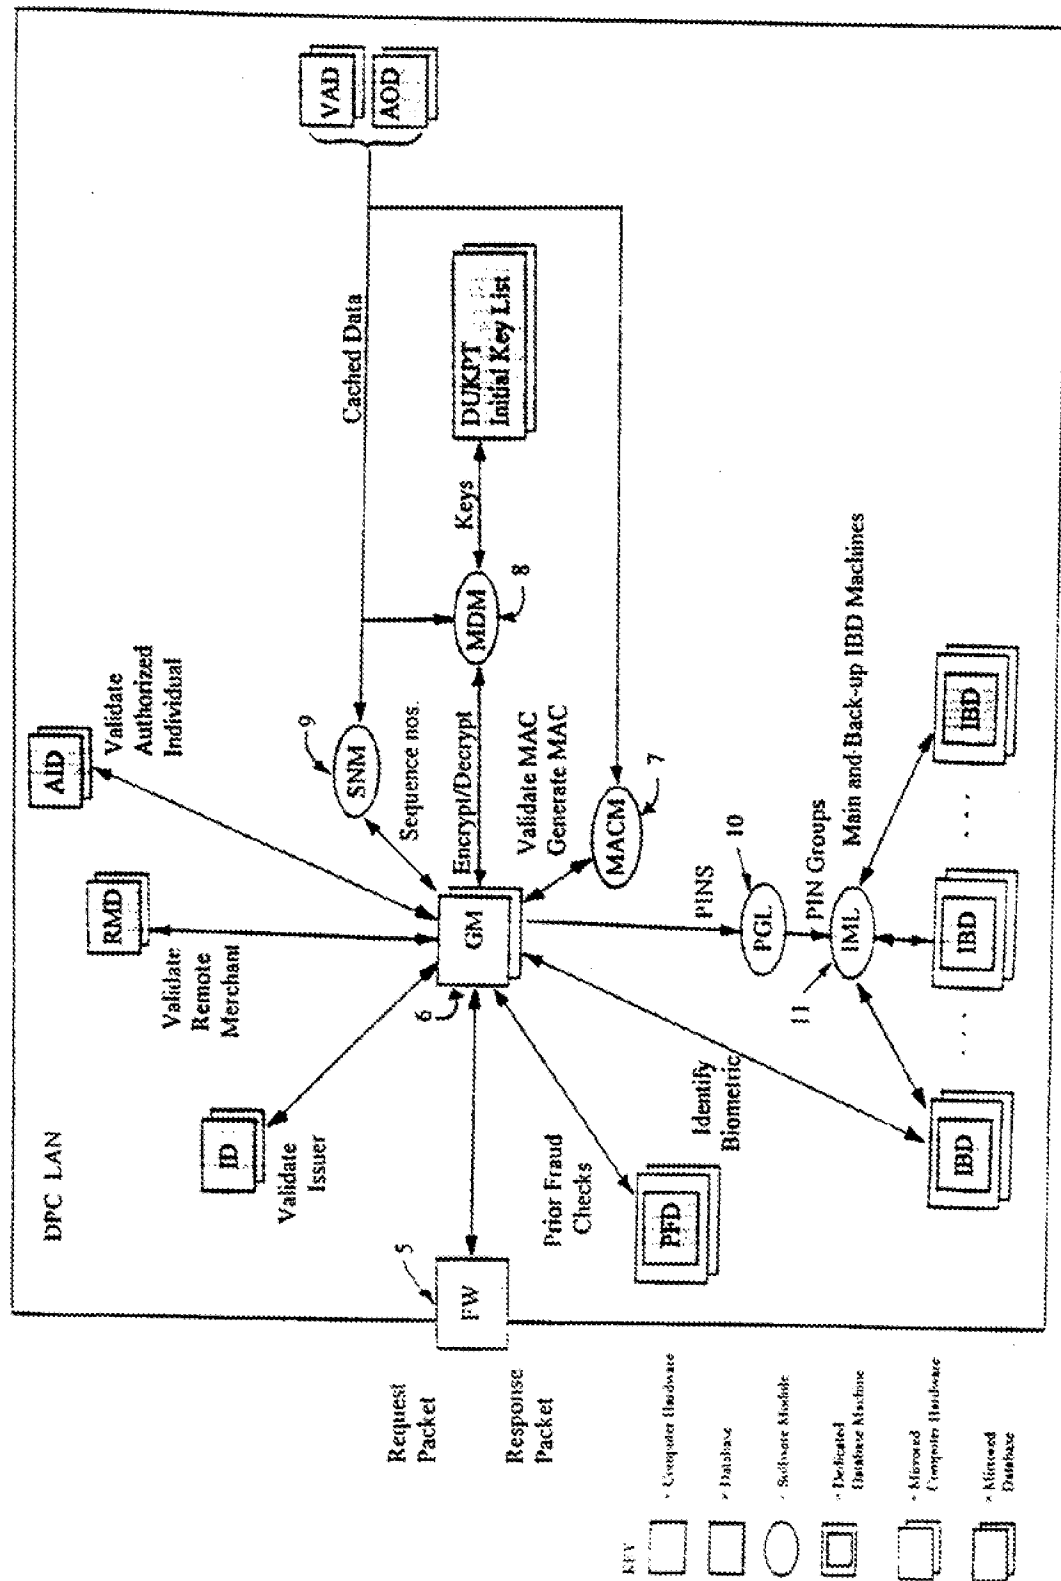 DPC LAN
AID
Validate
Authorized
Individual
RMD
Validate
Remote
Merchant
ID
Validate
Issuer
VAD
AOD
Cached Data
9
SNM
Sequence nos.
Request
Packet
Response
Packet
5
FW
6
GM
Encrypt/Decrypt
MDM
8
Keys
DUKPT
Initial Key List
Validate MAC
Generate MAC
MACM
7
Prior Fraud
Checks
PFD
Identify
Biometric
PINS
10
PGL
PIN Groups
11
IML
Main and Back-up IBD Machines
IBD
. . .
IBD
. . .
IBD
KEY
- Computer Hardware
- Database
- Software Module
- Dedicated
Database Machine
- Mirrored
Computer Hardware
- Mirrored
Database